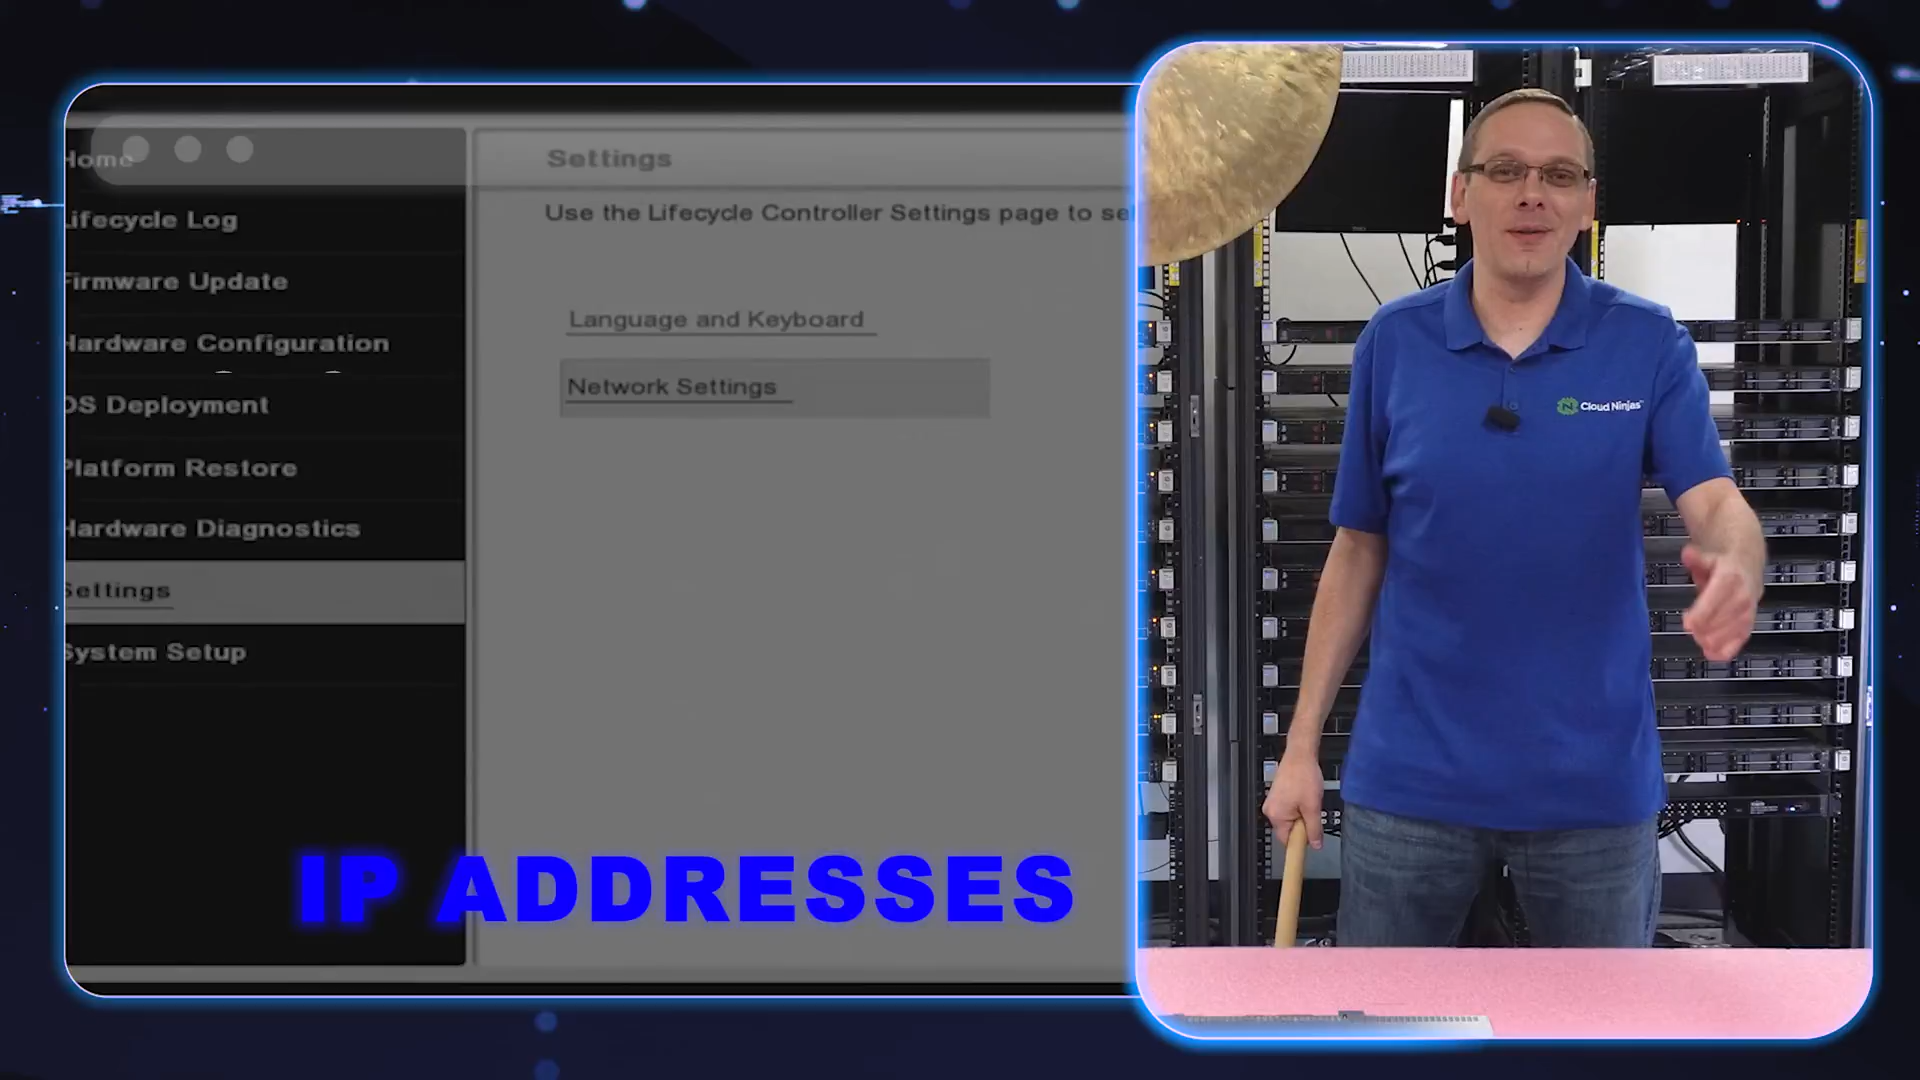 Home
Lifecycle Log
Firmware Update
Hardware Configuration
OS Deployment
Platform Restore
Hardware Diagnostics
Settings
System Setup
Settings
Use the Lifecycle Controller Settings page to se
Language and Keyboard
Network Settings
IP ADDRESSES
Cloud Ninjas